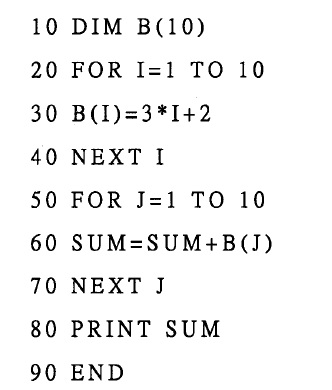 10 DIM B(10)
20 FOR I=1 TO 10
30 B(I)=3*I+2
40 NEXT I
50 FOR J=1 TO 10
60 SUM=SUM+B(J)
70 NEXT J
80 PRINT SUM
90 END